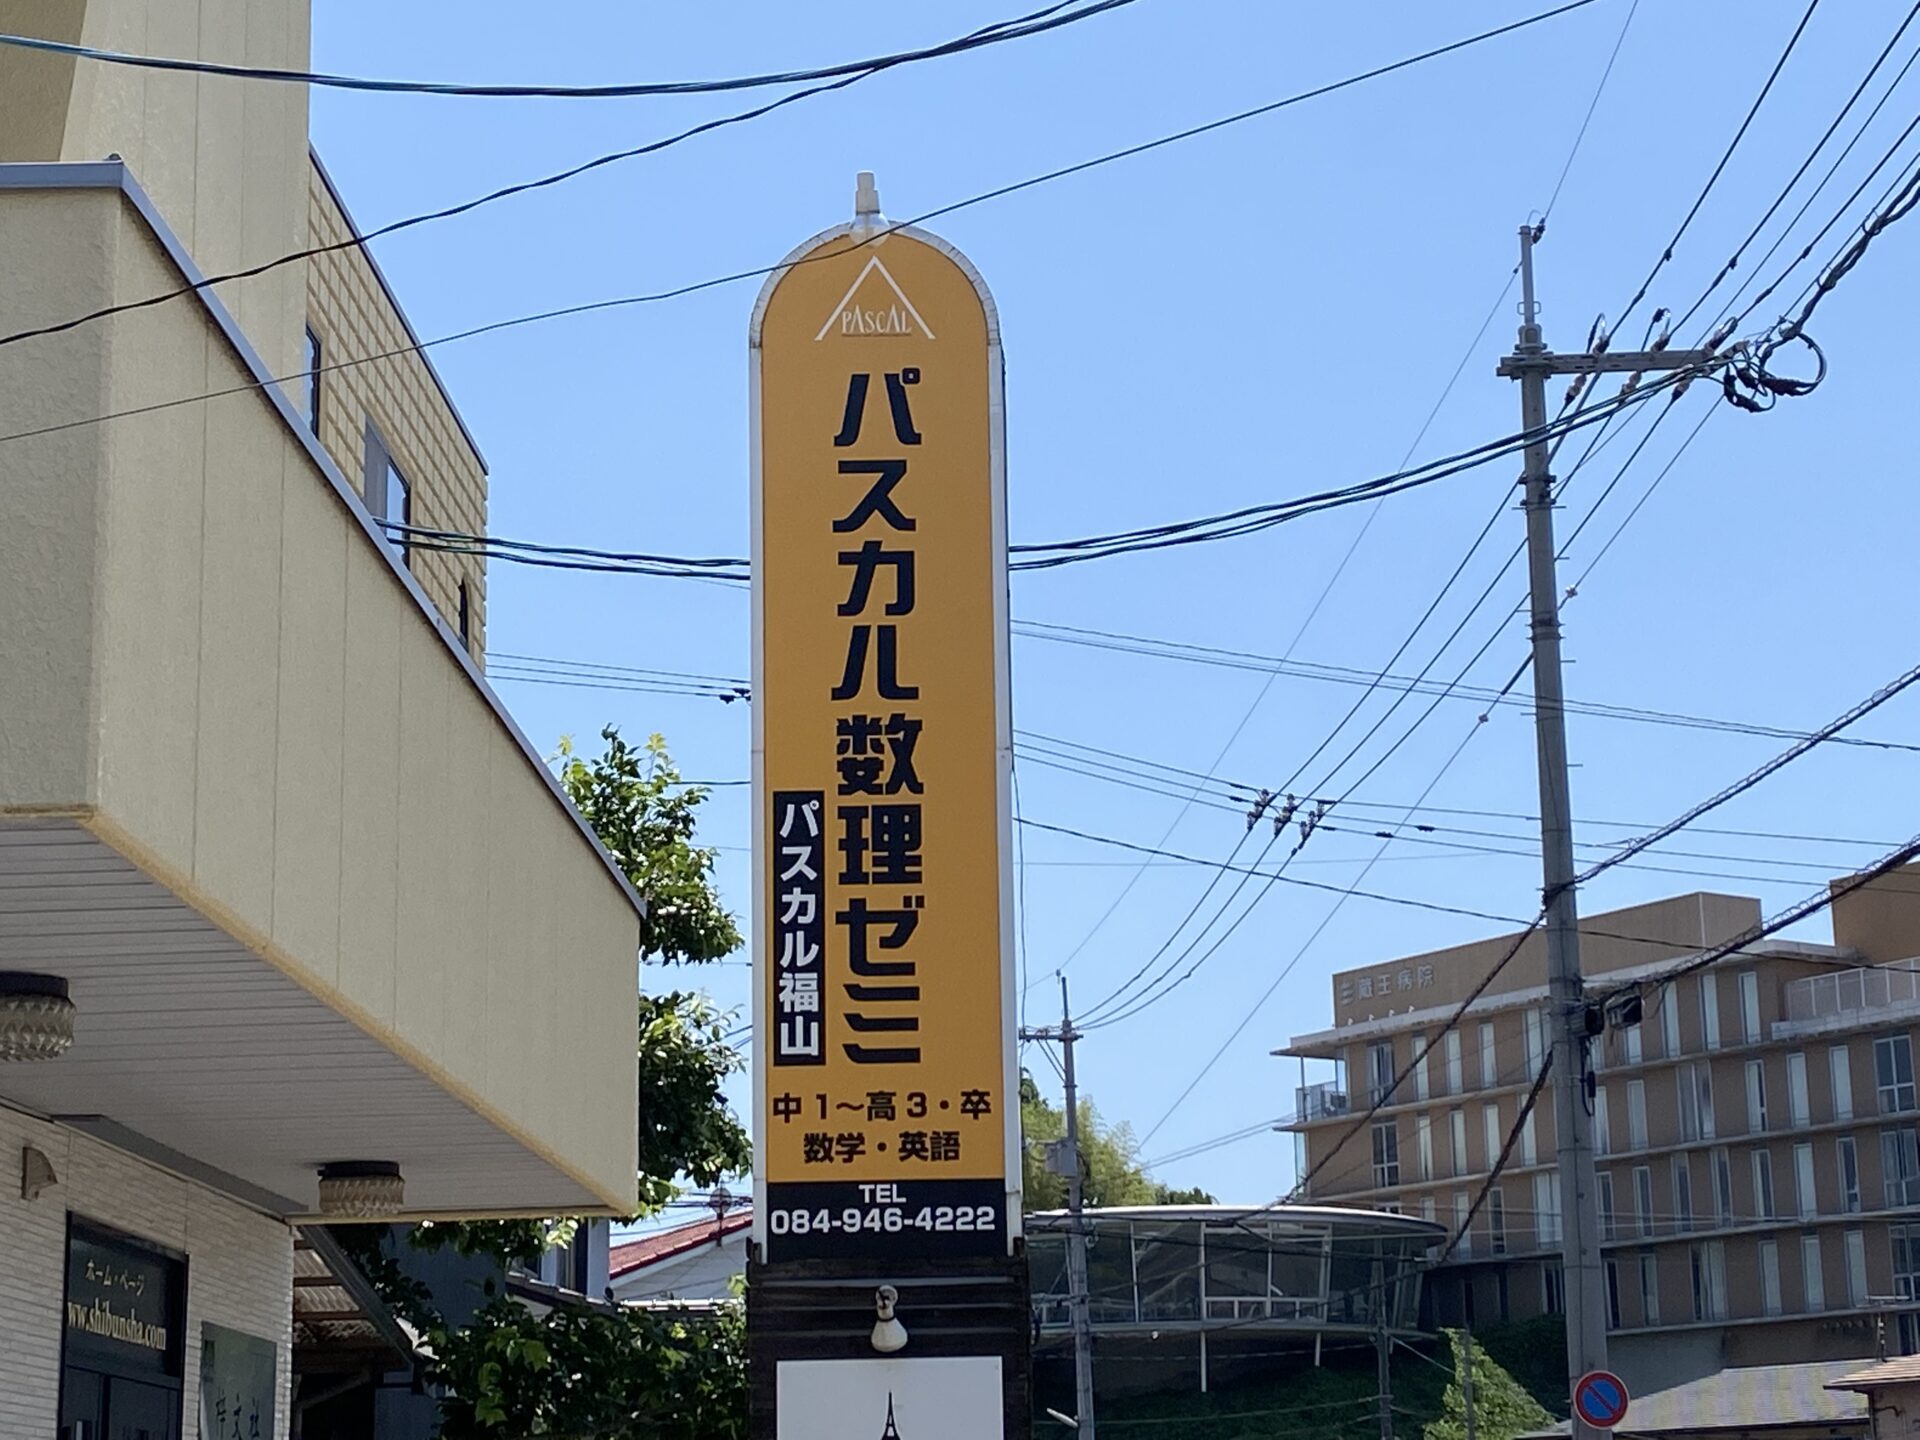 PASCAL
パスカル数理ゼミ
パスカル福山
中1～高3・卒
数学・英語
TEL
084-946-4222
蔵王病院
ホーム・ページ
www.shibunsha.com